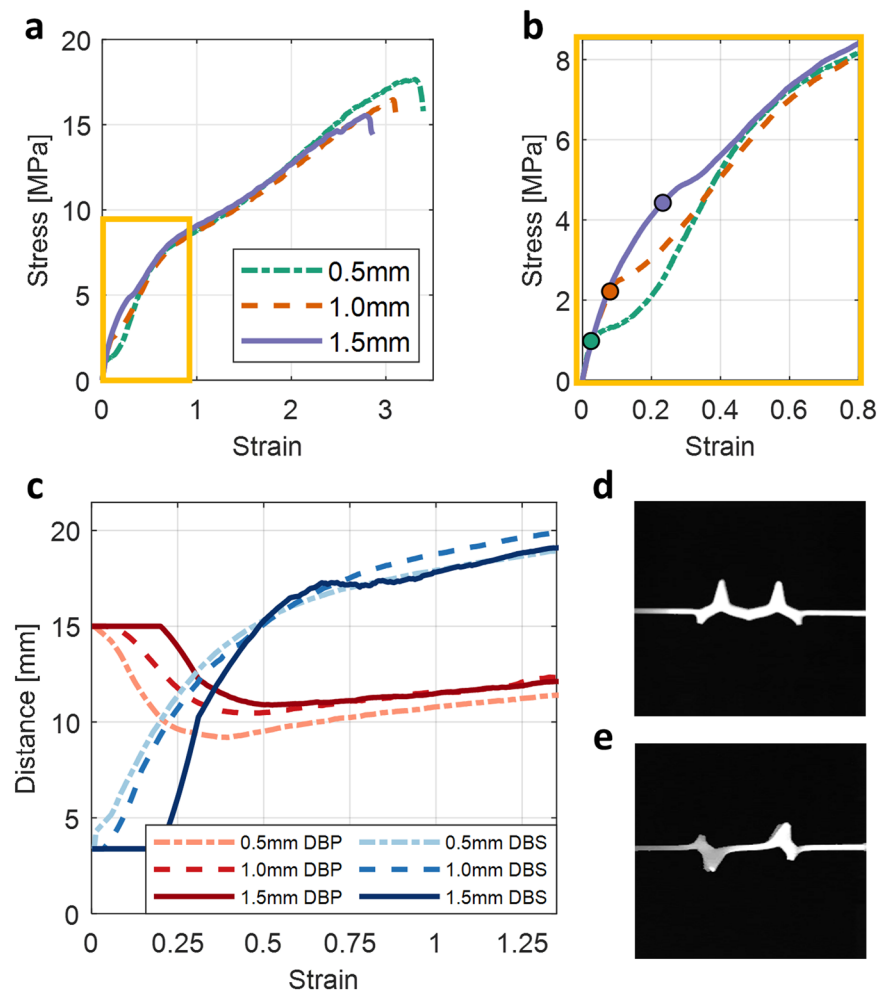 a
20
15
10
5
0
Stress [MPa]
0.5mm
1.0mm
1.5mm
0
1
2
3
Strain
b
8
6
4
2
0
Stress [MPa]
0
0.2
0.4
0.6
0.8
Strain
c
20
15
10
5
0
Distance [mm]
0.5mm DBP
0.5mm DBS
1.0mm DBP
1.0mm DBS
1.5mm DBP
1.5mm DBS
0
0.25
0.5
0.75
1
1.25
Strain
d
e